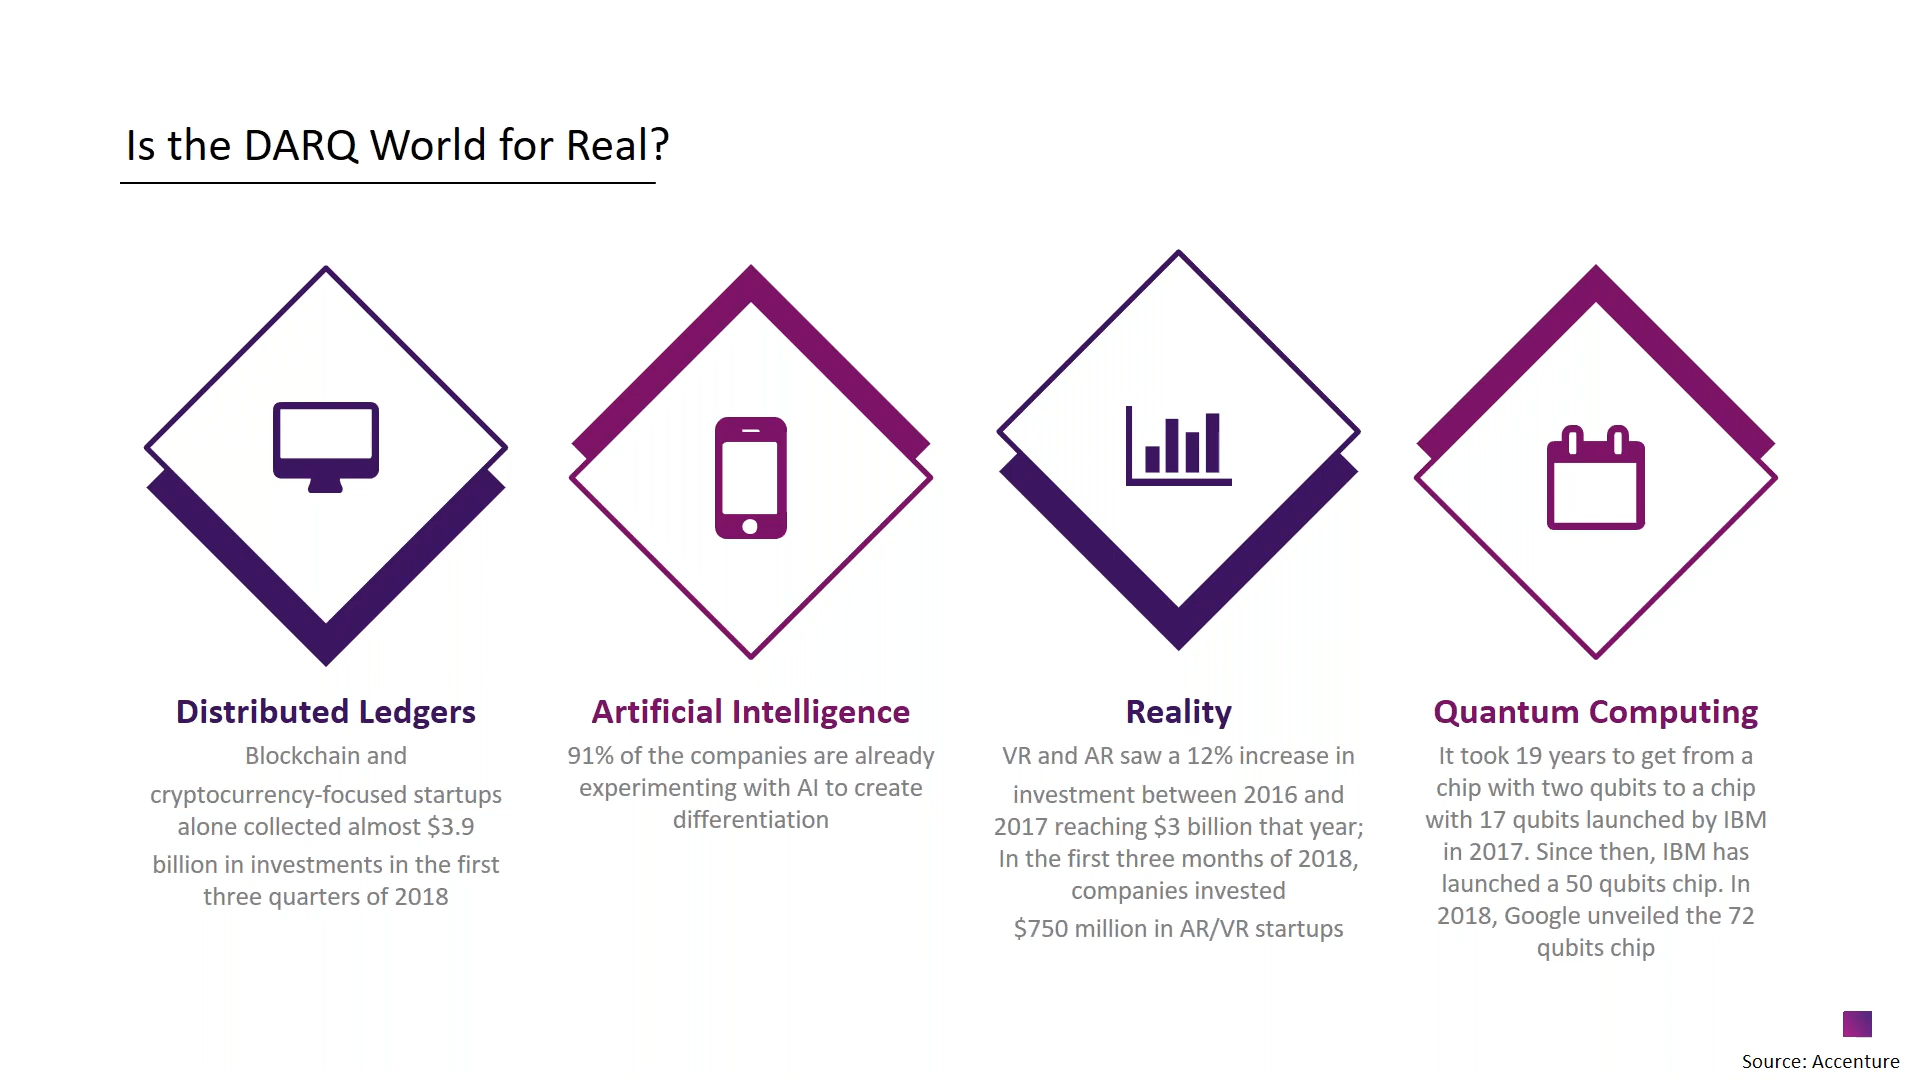 Is the DARQ World for Real?
Distributed Ledgers
Blockchain and
cryptocurrency-focused startups
alone collected almost $3.9
billion in investments in the first
three quarters of 2018
Artificial Intelligence
91% of the companies are already
experimenting with AI to create
differentiation
Reality
VR and AR saw a 12% increase in
investment between 2016 and
2017 reaching $3 billion that year;
In the first three months of 2018,
companies invested
$750 million in AR/VR startups
Quantum Computing
It took 19 years to get from a
chip with two qubits to a chip
with 17 qubits launched by IBM
in 2017. Since then, IBM has
launched a 50 qubits chip. In
2018, Google unveiled the 72
qubits chip
Source: Accenture